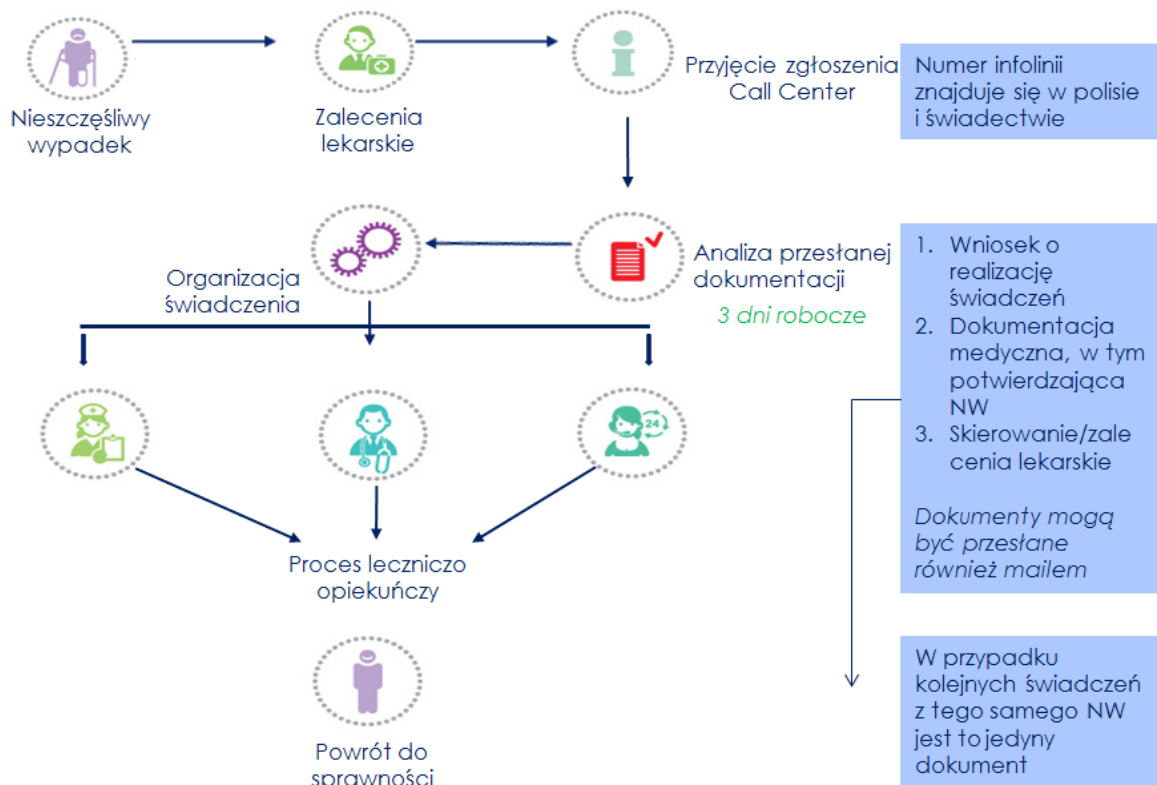 Nieszczęśliwy
wypadek
Zalecenia
lekarskie
Przyjęcie zgłoszenia
Call Center
Numer infolinii
znajduje się w polisie
i świadectwie
Organizacja
świadczenia
Analiza przesłanej
dokumentacji
3 dni robocze
1. Wniosek o
realizację
świadczeń
2. Dokumentacja
medyczna, w tym
potwierdzająca
NW
3. Skierowanie/zale
cenia lekarskie
Dokumenty mogą
być przesłane
również mailem
24
Proces leczniczo
opiekuńczy
Powrót do
sprawności
W przypadku
kolejnych świadczeń
z tego samego NW
jest to jedyny
dokument